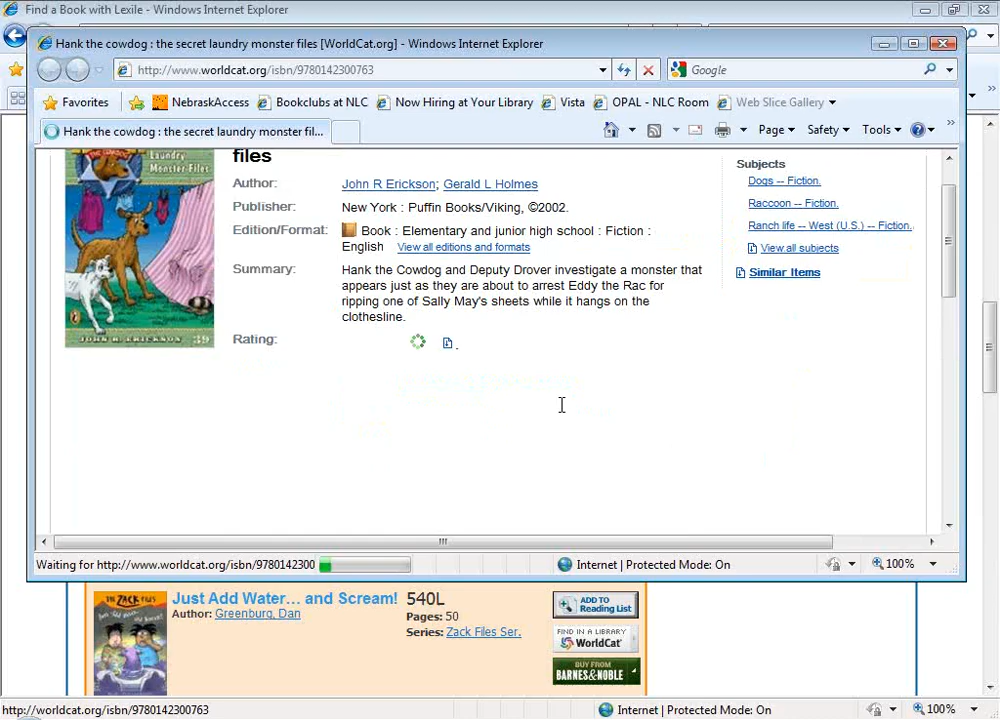 Find a Book with Lexile - Windows Internet Explorer
Hank the cowdog : the secret laundry monster files [WorldCat.org] - Windows Internet Explorer
http://www.worldcat.org/isbn/9780142300763
Google
Favorites
NebraskAccess
Bookclubs at NLC
Now Hiring at Your Library
Vista
OPAL - NLC Room
Web Slice Gallery
Hank the cowdog : the secret laundry monster fil...
Page
Safety
Tools
Laundry
Monster Files
JOHN R. ERICKSON 39
files
Author: John R Erickson; Gerald L Holmes
Publisher: New York : Puffin Books/Viking, ©2002.
Edition/Format: Book : Elementary and junior high school : Fiction :
English View all editions and formats
Summary: Hank the Cowdog and Deputy Drover investigate a monster that
appears just as they are about to arrest Eddy the Rac for
ripping one of Sally May's sheets while it hangs on the
clothesline.
Rating:
.
Subjects
Dogs -- Fiction.
Raccoon -- Fiction.
Ranch life -- West (U.S.) -- Fiction.
View all subjects
Similar Items
Waiting for http://www.worldcat.org/isbn/9780142300
Internet | Protected Mode: On
100%
THE ZACK FILES
Just Add Water... and Scream!
Author: Greenburg, Dan
540L
Pages: 50
Series: Zack Files Ser.
ADD TO
Reading List
FIND IN A LIBRARY
WorldCat
BUY FROM
BARNES&NOBLE
http://worldcat.org/isbn/9780142300763
Internet | Protected Mode: On
100%